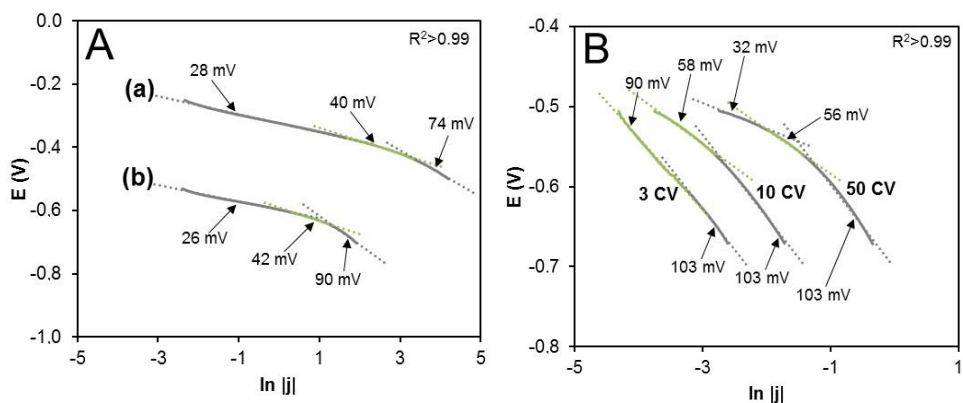 A
R²>0.99
E (V)
0.0
-0.2
-0.4
-0.6
-0.8
-1.0
(a)
28 mV
40 mV
74 mV
(b)
26 mV
42 mV
90 mV
-5
-3
-1
1
3
5
ln |j|
B
R²>0.99
E (V)
-0.4
-0.5
-0.6
-0.7
-0.8
90 mV
58 mV
32 mV
56 mV
3 CV
10 CV
50 CV
103 mV
103 mV
103 mV
-5
-3
-1
1
ln |j|